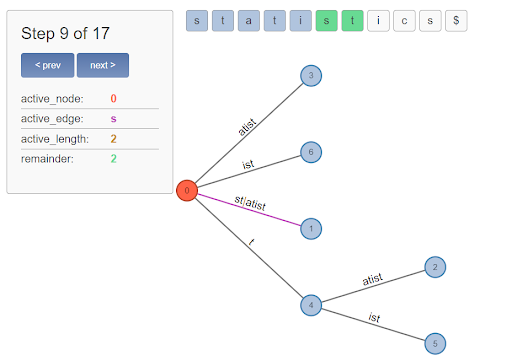 Step 9 of 17
< prev next >
active_node: 0
active_edge: s
active_length: 2
remainder: 2
s t a t i s t i c s $
3
atist
6
ist
0
st|atist
1
t
2
atist
4
ist
5